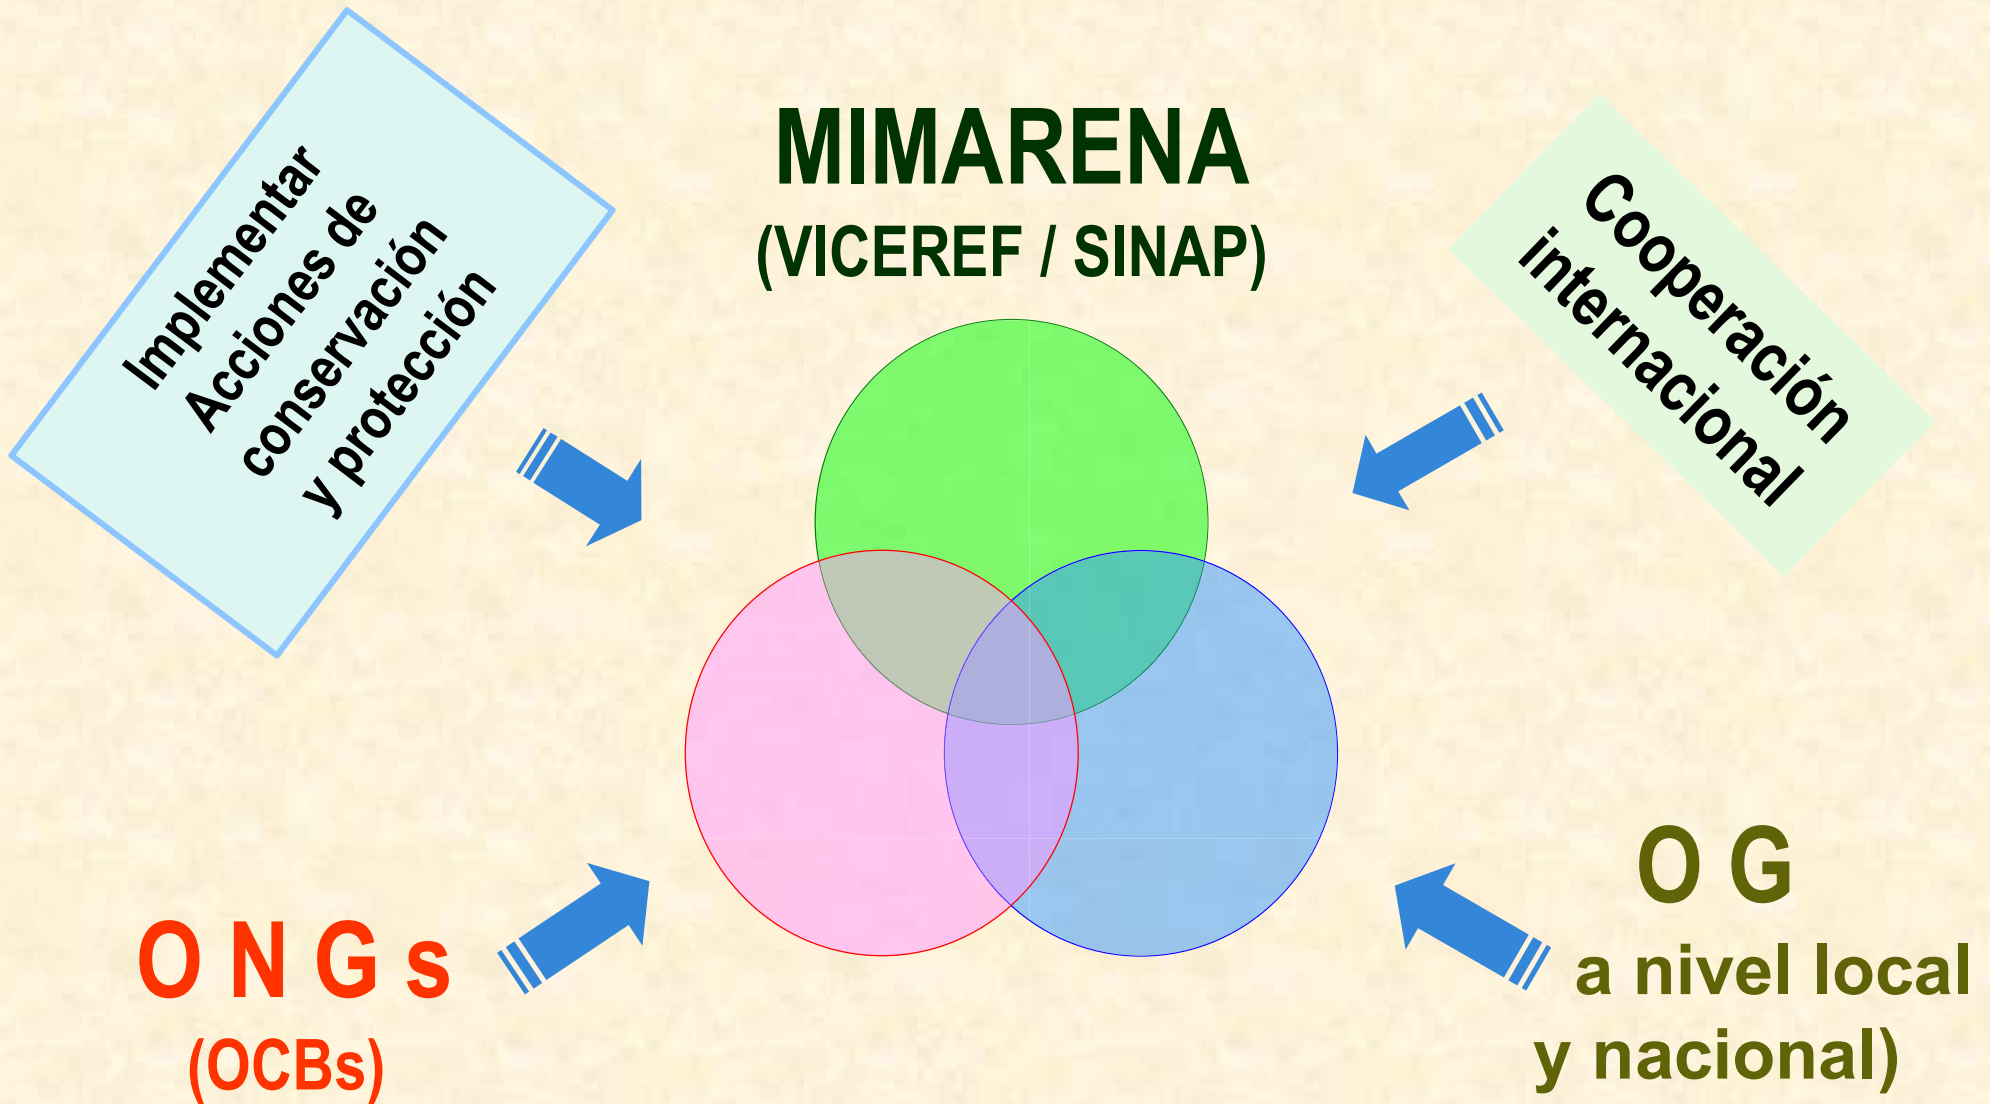 Implementar
Acciones de
conservación
y protección
MIMARENA
(VICEREF / SINAP)
Cooperación
internacional
O N G s
(OCBs)
O G
a nivel local
y nacional)